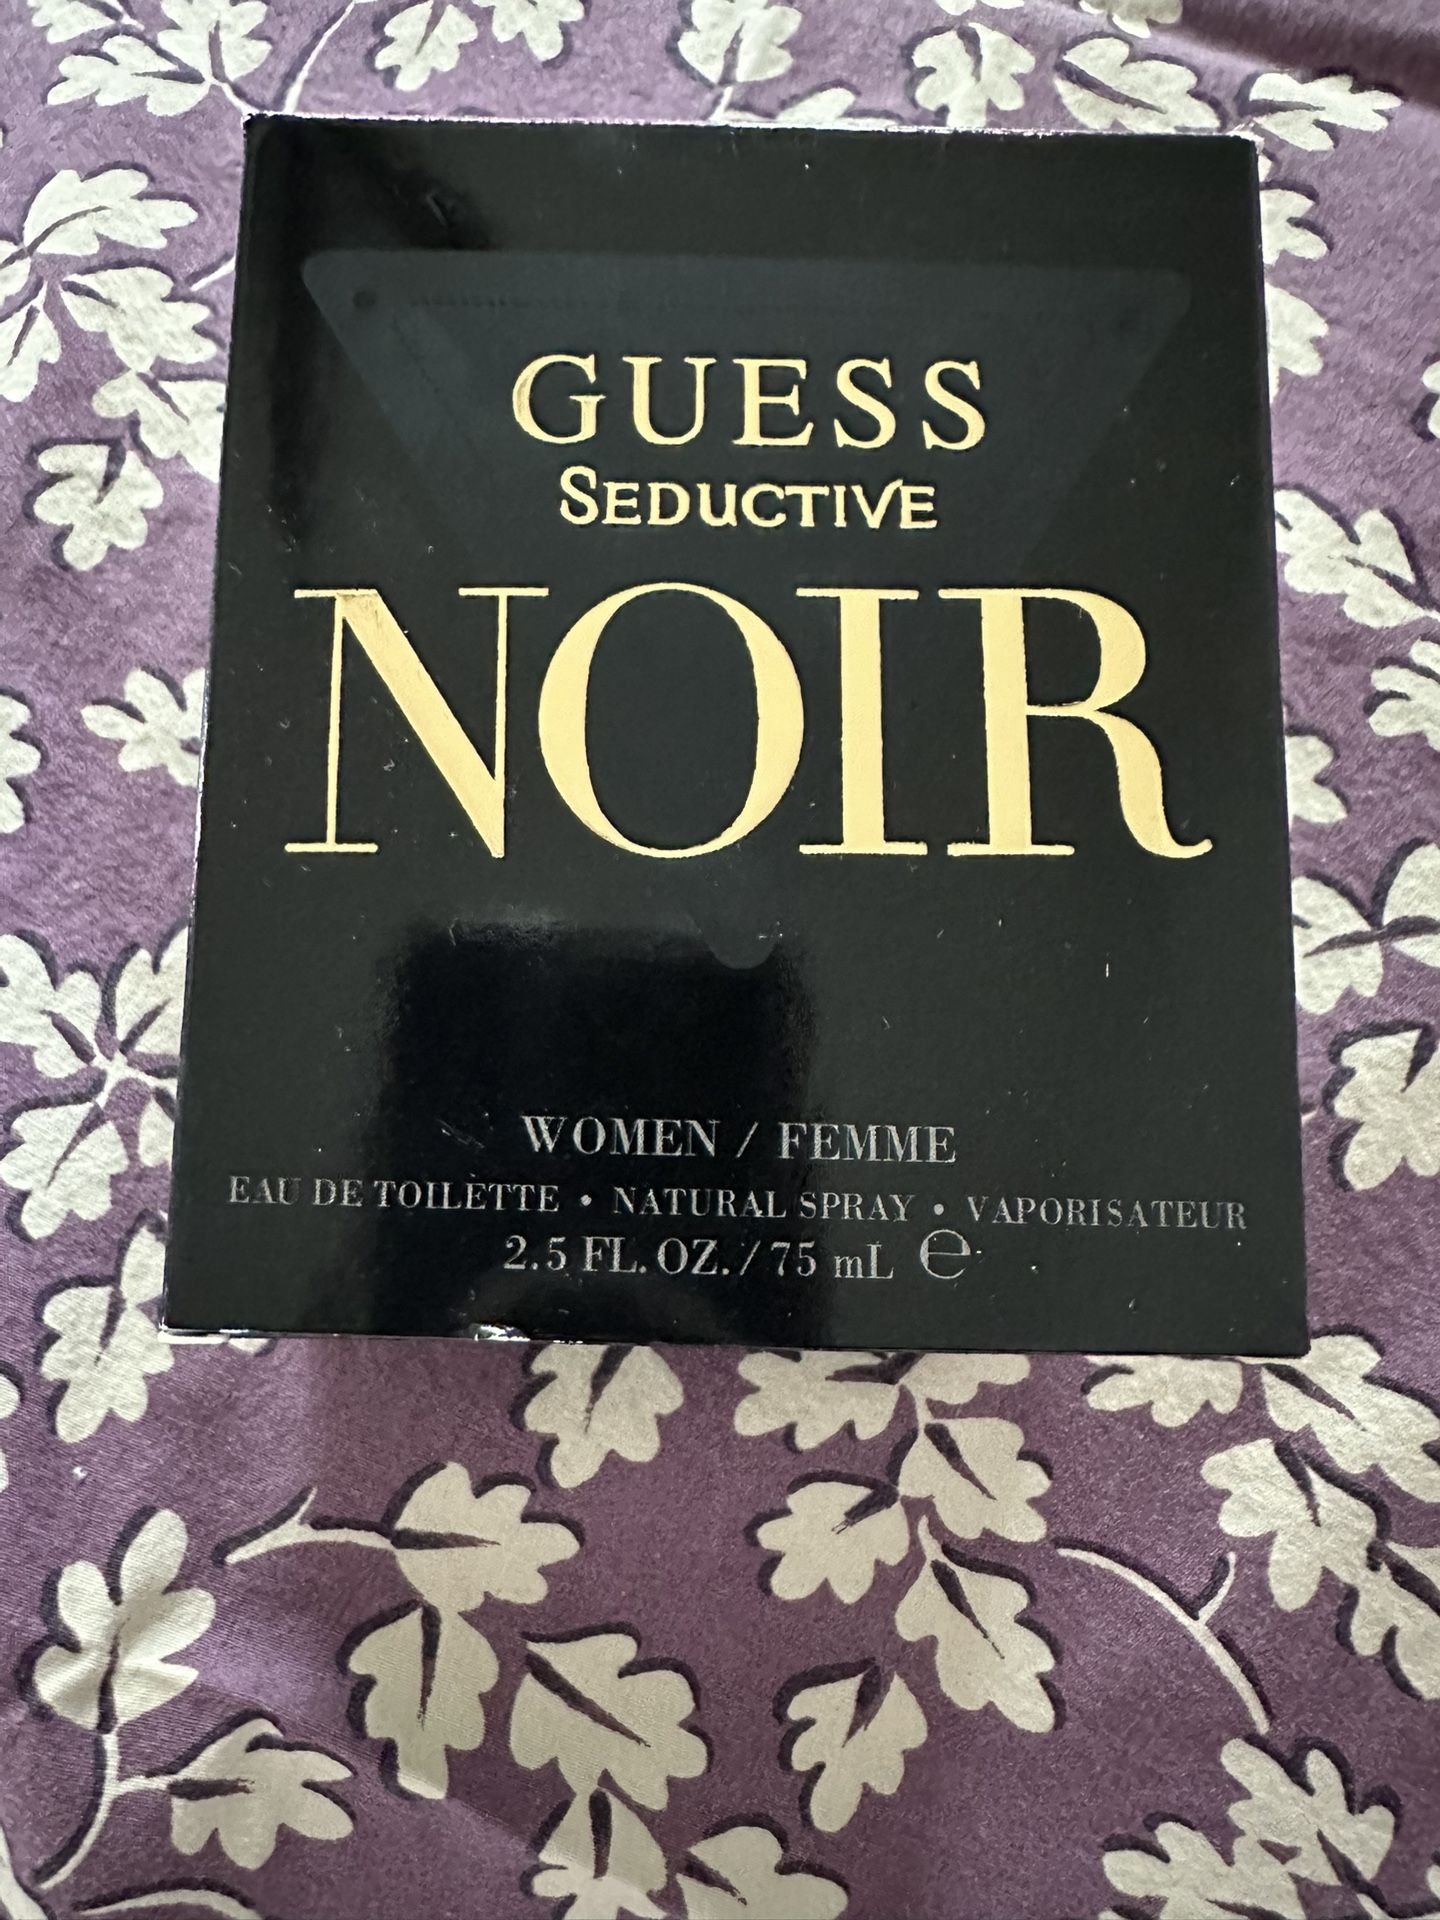 GUESS
SEDUCTIVE
NOIR
WOMEN / FEMME
EAU DE TOILETTE • NATURAL SPRAY • VAPORISATEUR
2.5 FL. OZ. / 75 mL ℮